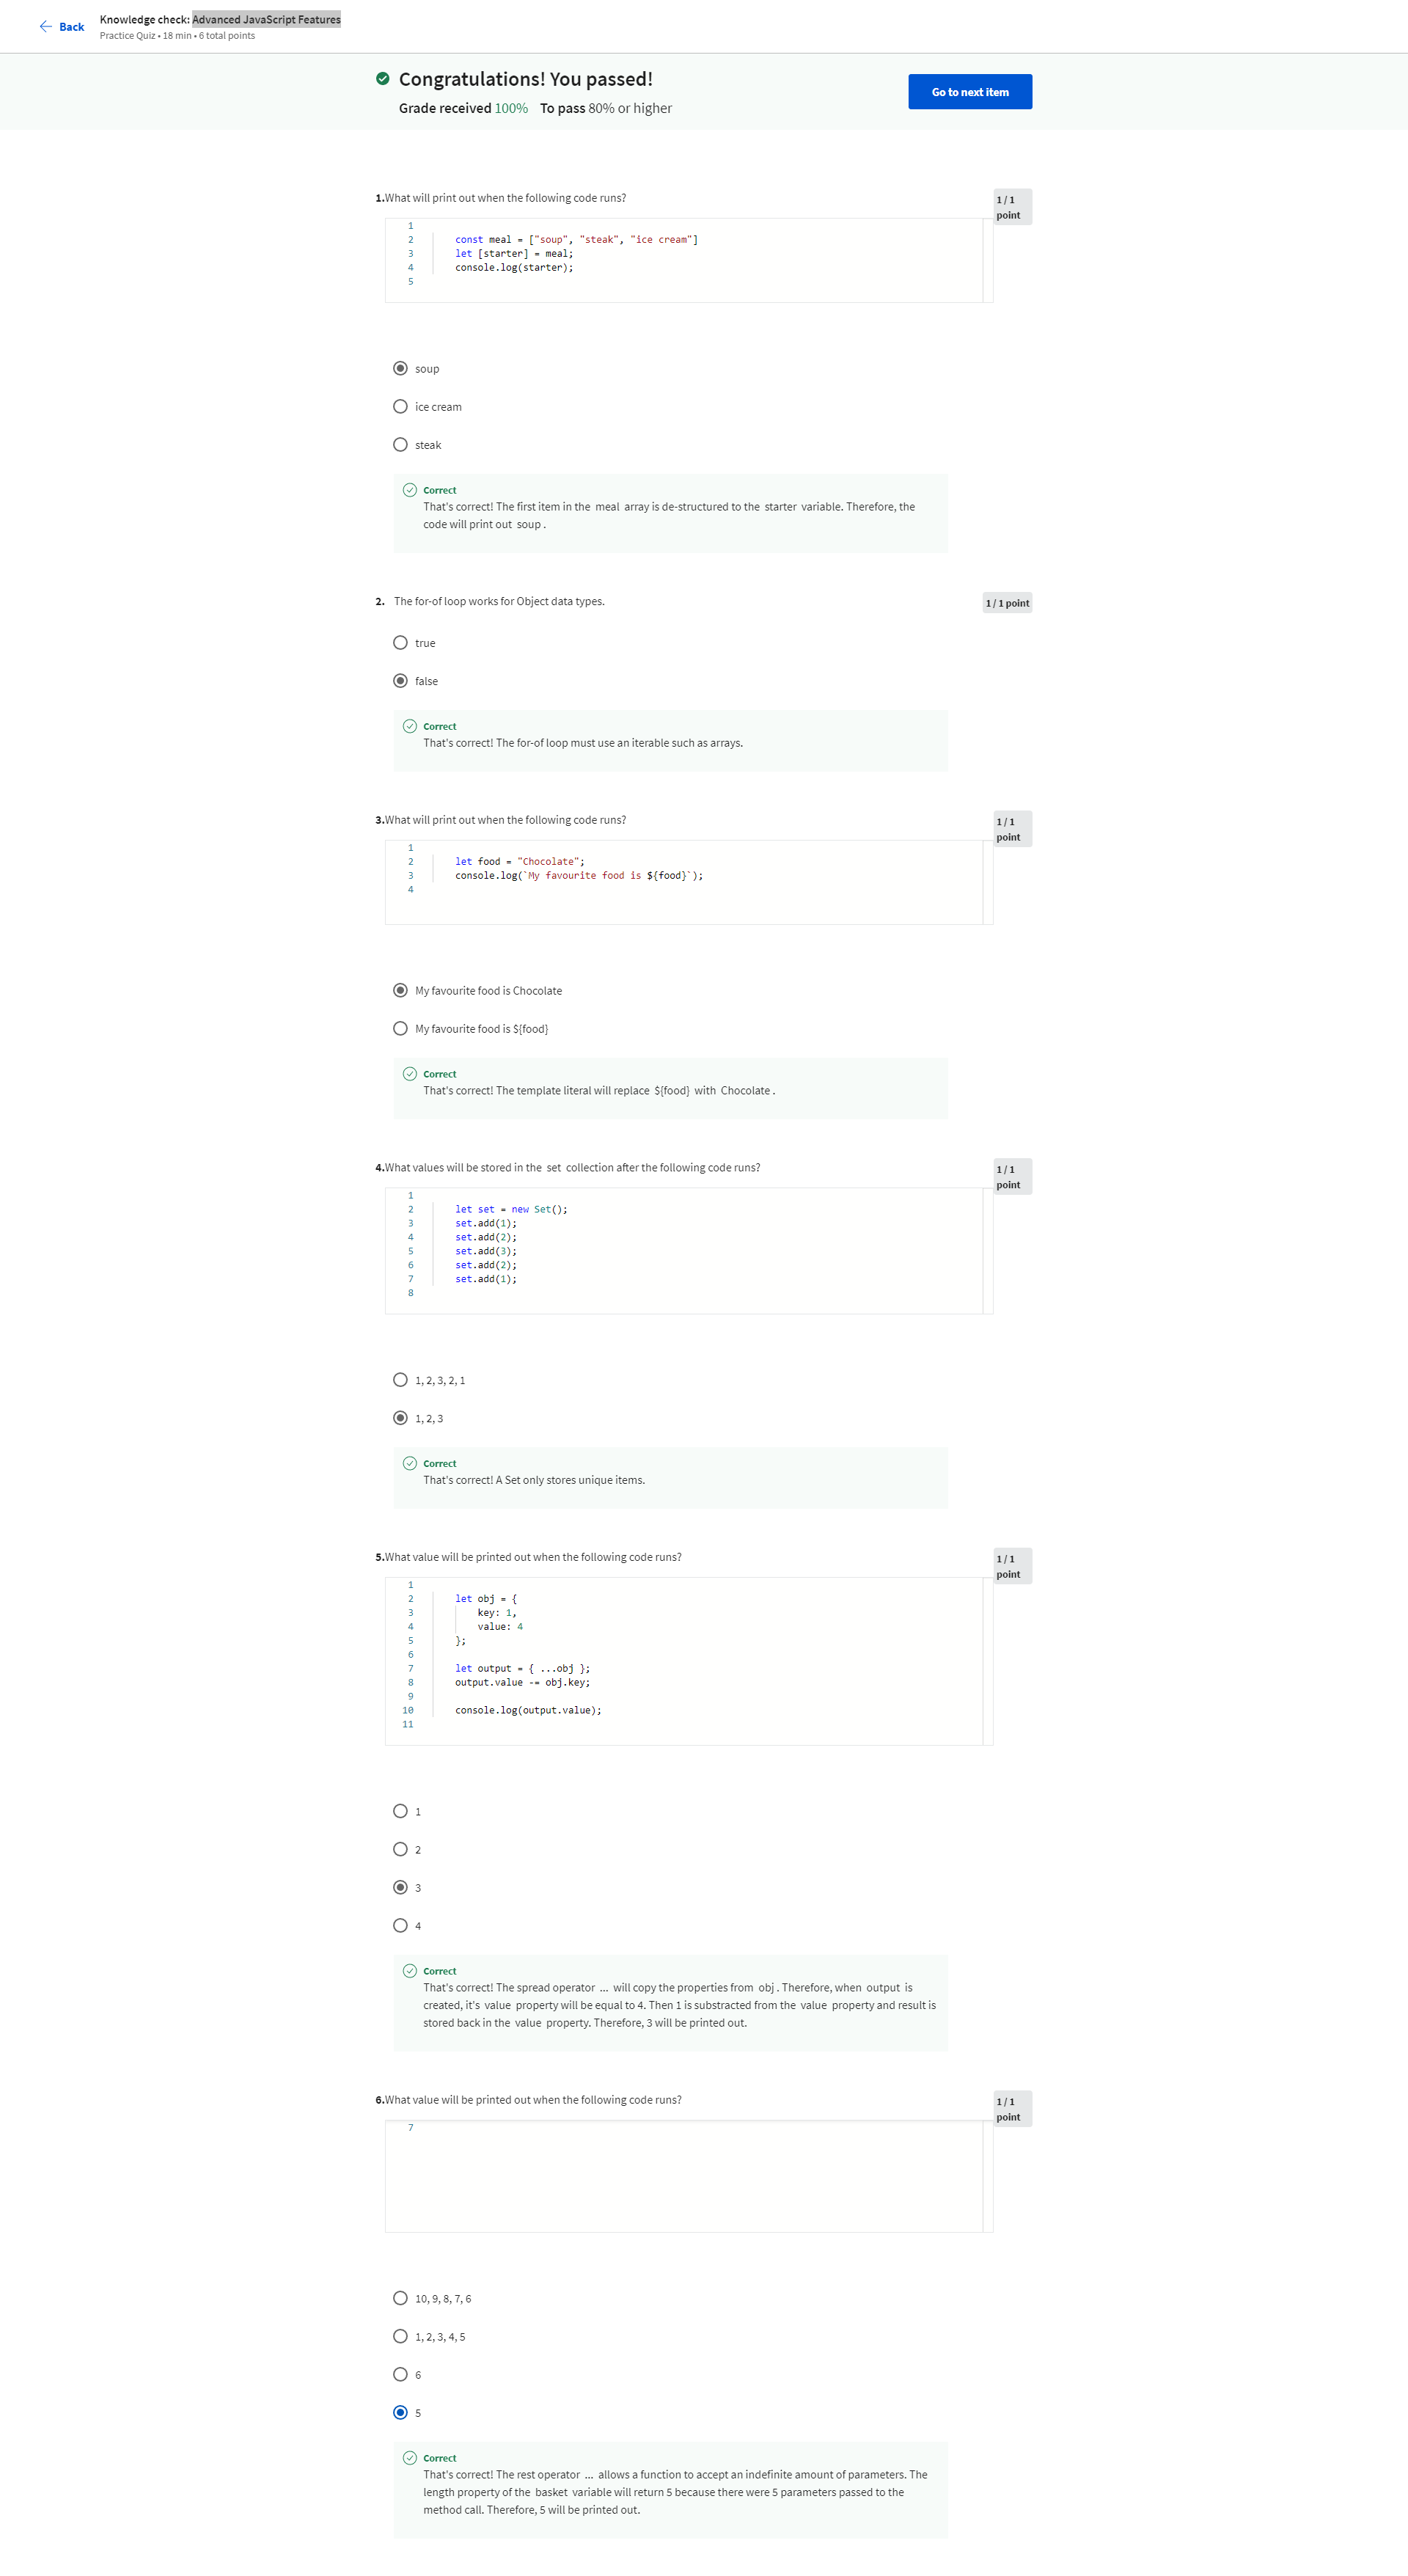 Back
Knowledge check: Advanced JavaScript Features
Practice Quiz • 18 min • 6 total points
Congratulations! You passed!
Grade received 100% To pass 80% or higher
Go to next item
1.What will print out when the following code runs?
1 / 1
point
1
2 const meal = ["soup", "steak", "ice cream"]
3 let [starter] = meal;
4 console.log(starter);
5
soup
ice cream
steak
Correct
That's correct! The first item in the meal array is de-structured to the starter variable. Therefore, the
code will print out soup .
2. The for-of loop works for Object data types.
1 / 1 point
true
false
Correct
That's correct! The for-of loop must use an iterable such as arrays.
3.What will print out when the following code runs?
1 / 1
point
1
2 let food = "Chocolate";
3 console.log(`My favourite food is ${food}`);
4
My favourite food is Chocolate
My favourite food is ${food}
Correct
That's correct! The template literal will replace ${food} with Chocolate .
4.What values will be stored in the set collection after the following code runs?
1 / 1
point
1
2 let set = new Set();
3 set.add(1);
4 set.add(2);
5 set.add(3);
6 set.add(2);
7 set.add(1);
8
1, 2, 3, 2, 1
1, 2, 3
Correct
That's correct! A Set only stores unique items.
5.What value will be printed out when the following code runs?
1 / 1
point
1
2 let obj = {
3 key: 1,
4 value: 4
5 };
6
7 let output = { ...obj };
8 output.value -= obj.key;
9
10 console.log(output.value);
11
1
2
3
4
Correct
That's correct! The spread operator ... will copy the properties from obj . Therefore, when output is
created, it's value property will be equal to 4. Then 1 is substracted from the value property and result is
stored back in the value property. Therefore, 3 will be printed out.
6.What value will be printed out when the following code runs?
1 / 1
point
7
10, 9, 8, 7, 6
1, 2, 3, 4, 5
6
5
Correct
That's correct! The rest operator ... allows a function to accept an indefinite amount of parameters. The
length property of the basket variable will return 5 because there were 5 parameters passed to the
method call. Therefore, 5 will be printed out.